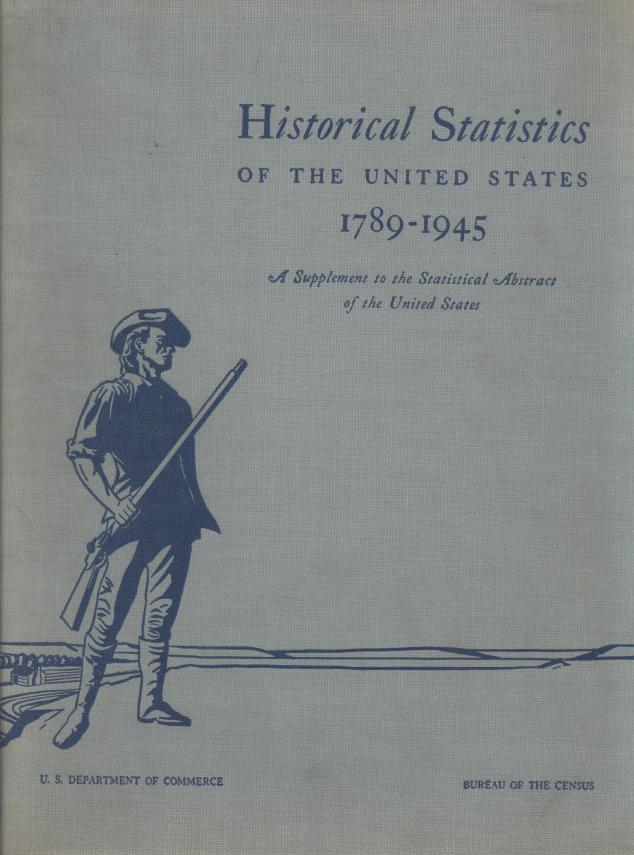 Historical Statistics
OF THE UNITED STATES
1789-1945
A Supplement to the Statistical Abstract
of the United States
U. S. DEPARTMENT OF COMMERCE
BUREAU OF THE CENSUS